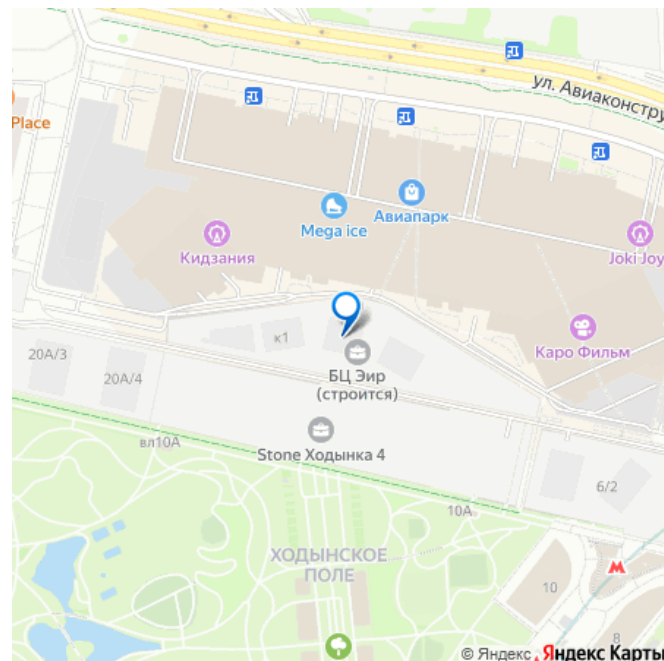 ул. Авиаконстру
Place
Авиапарк
Mega ice
Кидзания
Joki Joy
к1
Каро Фильм
20А/3
20А/4
БЦ Эир
(строится)
вл10А
Stone Ходынка 4
6/2
10А
ХОДЫНСКОЕ
ПОЛЕ
М
10
8
© Яндекс Яндекс Карты